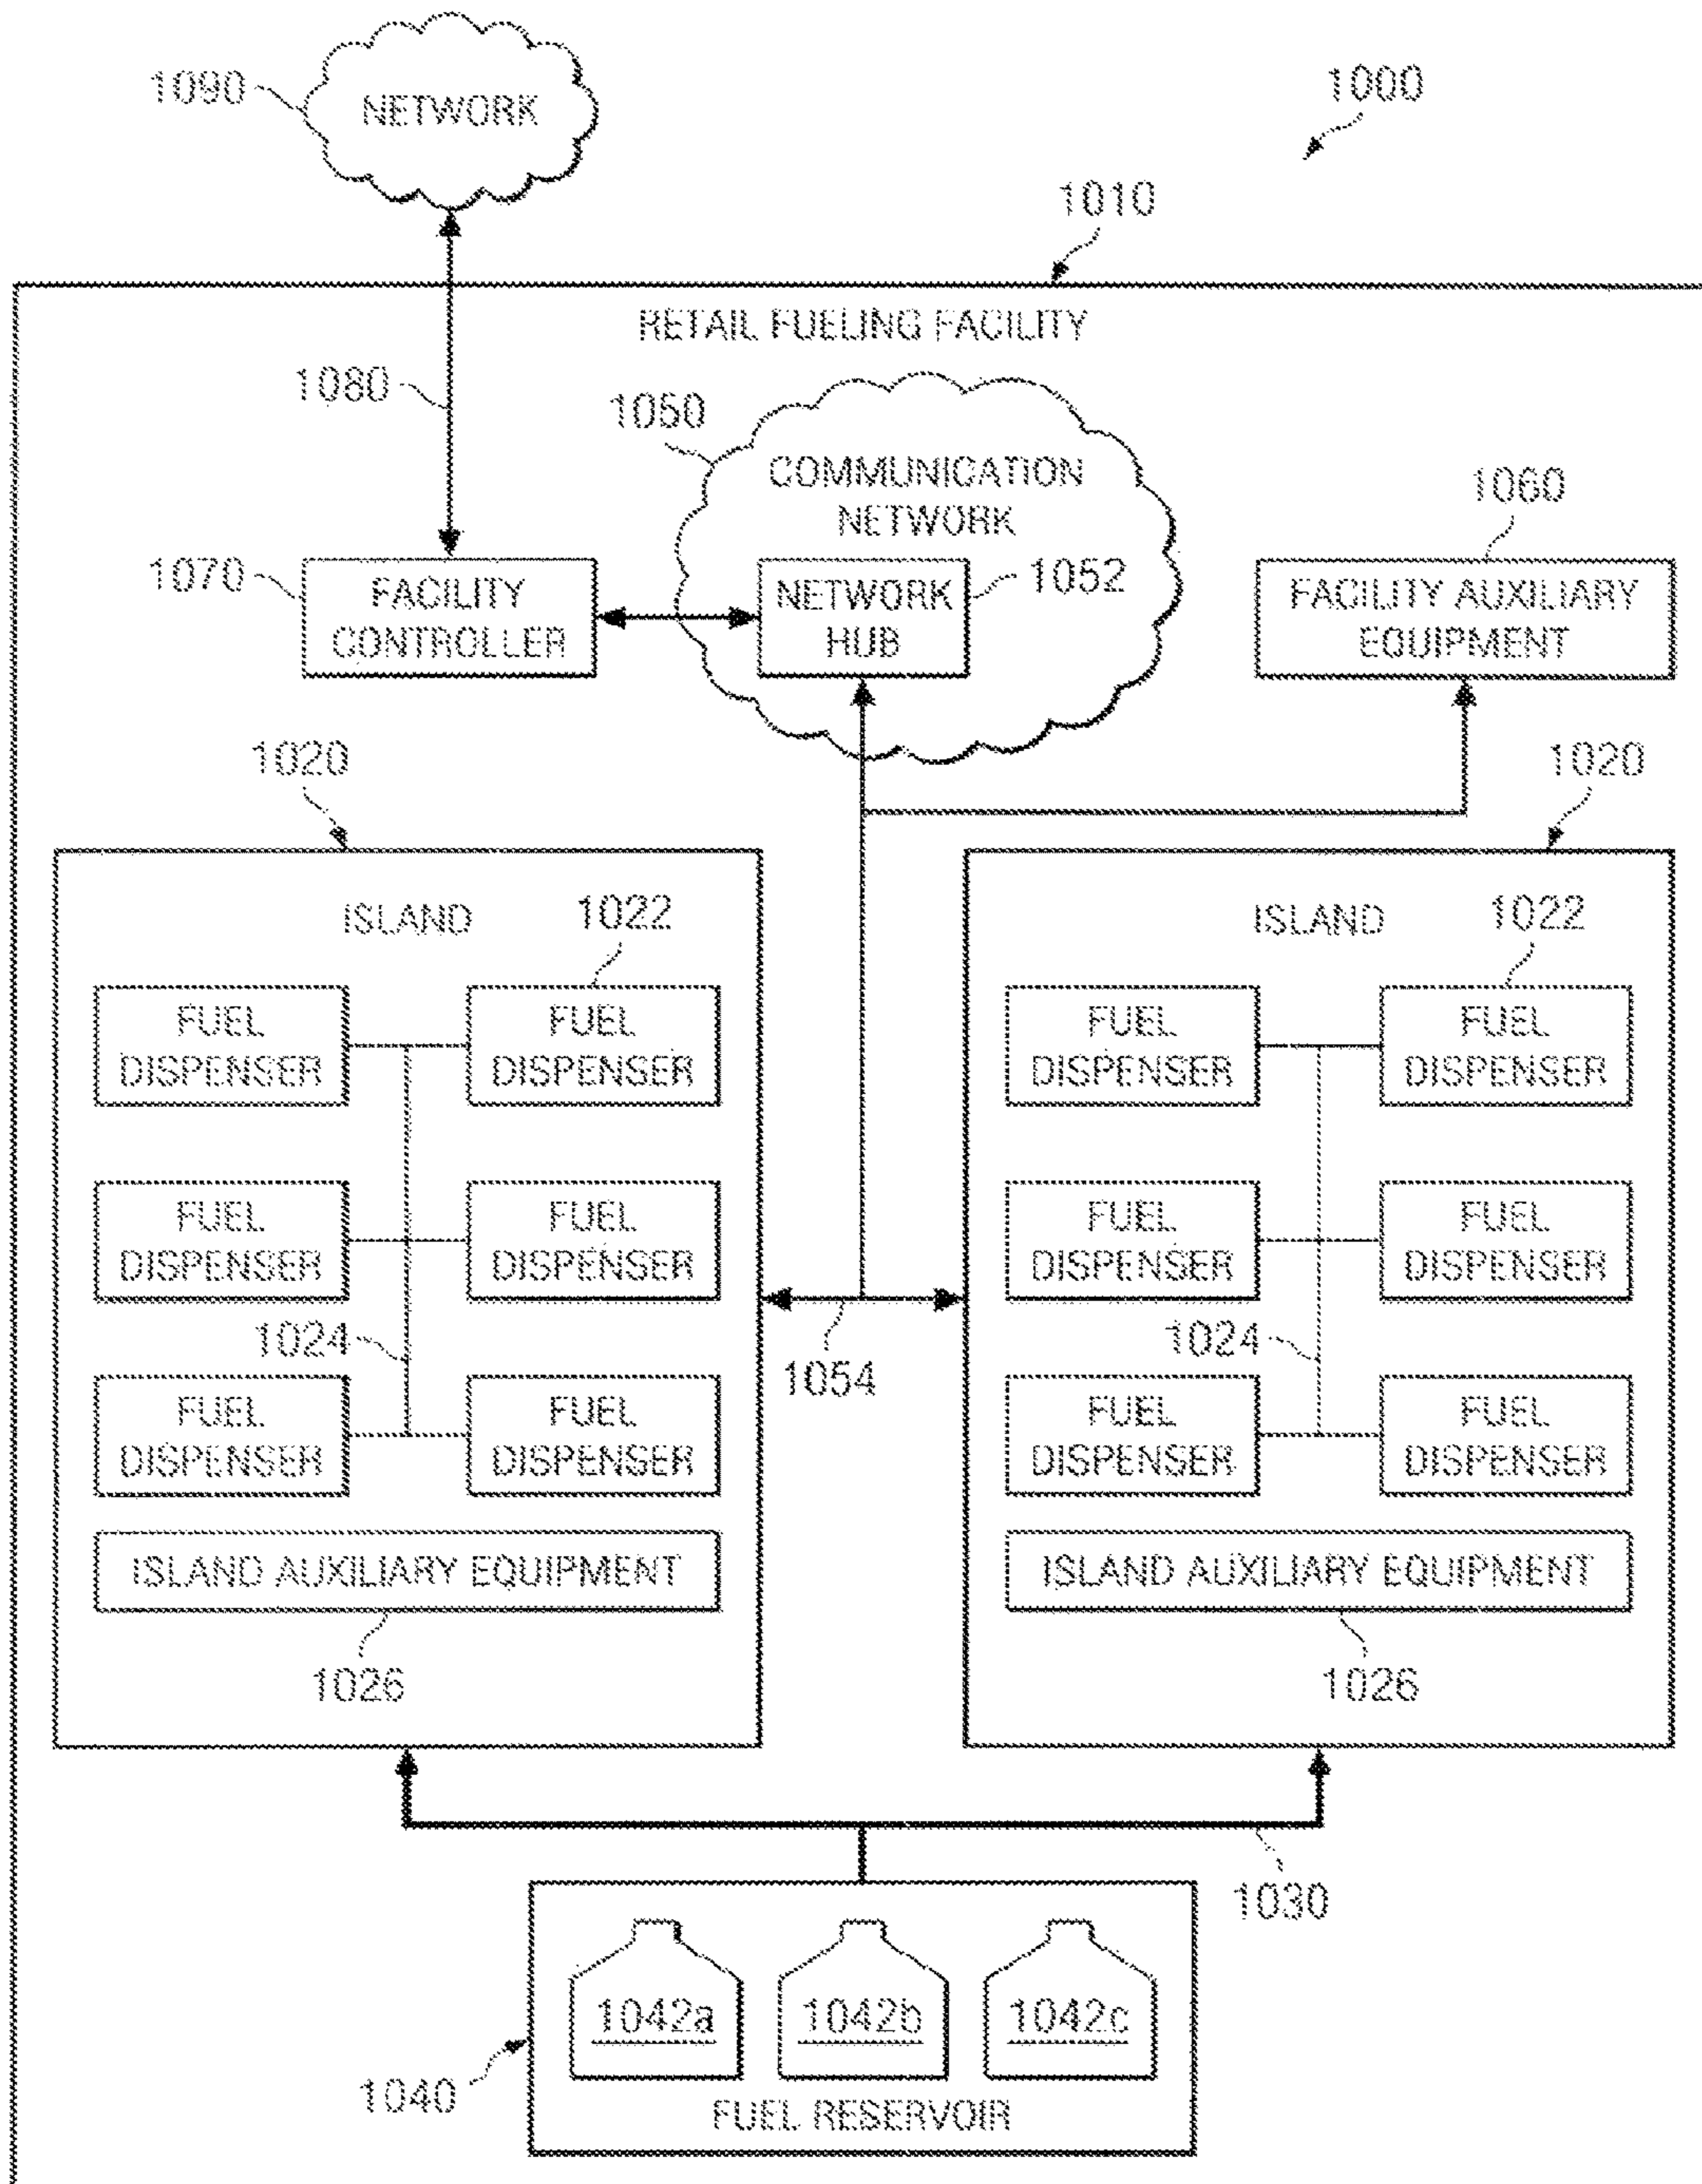 1090
NETWORK
1000
1010
RETAIL FUELING FACILITY
1080
1050
COMMUNICATION
NETWORK
1060
1070
FACILITY
CONTROLLER
NETWORK
HUB
1052
FACILITY AUXILIARY
EQUIPMENT
1020
1020
ISLAND
1022
FUEL
DISPENSER
FUEL
DISPENSER
FUEL
DISPENSER
FUEL
DISPENSER
1024
FUEL
DISPENSER
FUEL
DISPENSER
ISLAND AUXILIARY EQUIPMENT
1026
1054
ISLAND
1022
FUEL
DISPENSER
FUEL
DISPENSER
FUEL
DISPENSER
FUEL
DISPENSER
1024
FUEL
DISPENSER
FUEL
DISPENSER
ISLAND AUXILIARY EQUIPMENT
1026
1030
1042a
1042b
1042c
1040
FUEL RESERVOIR